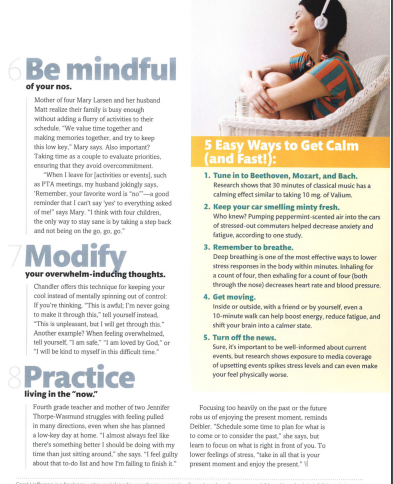 6 Be mindful
of your nos.
Mother of four Mary Larsen and her husband
Matt realize their family is busy enough
without adding a flurry of activities to their
schedule. “We value time together and
making memories together, and try to keep
this low key,” Mary says. Also important?
Taking time as a couple to evaluate priorities,
ensuring that they avoid overcommitment.
“When I leave for [activities or events], such
as PTA meetings, my husband jokingly says,
‘Remember, your favorite word is “no”’—a good
reminder that I can’t say ‘yes’ to everything asked
of me!” says Mary. “I think with four children,
the only way to stay sane is by taking a step back
and not being on the go, go, go.”
7 Modify
your overwhelm-inducing thoughts.
Chandler offers this technique for keeping your
cool instead of mentally spinning out of control:
If you’re thinking, “This is awful; I’m never going
to make it through this,” tell yourself instead,
“This is unpleasant, but I will get through this.”
Another example? When feeling overwhelmed,
tell yourself, “I am safe,” “I am loved by God,” or
“I will be kind to myself in this difficult time.”
8 Practice
living in the “now.”
Fourth grade teacher and mother of two Jennifer
Thorpe-Wasmund struggles with feeling pulled
in many directions, even when she has planned
a low-key day at home. “I almost always feel like
there’s something better I should be doing with my
time than just sitting around,” she says. “I feel guilty
about that to-do list and how I’m failing to finish it.”
Focusing too heavily on the past or the future
robs us of enjoying the present moment, reminds
Deibler. “Schedule some time to plan for what is
to come or to consider the past,” she says, but
learn to focus on what is right in front of you. To
lower feelings of stress, “take in all that is your
present moment and enjoy the present.”
5 Easy Ways to Get Calm
(and Fast!):
1. Tune in to Beethoven, Mozart, and Bach.
Research shows that 30 minutes of classical music has a
calming effect similar to taking 10 mg. of Valium.
2. Keep your car smelling minty fresh.
Who knew? Pumping peppermint-scented air into the cars
of stressed-out commuters helped decrease anxiety and
fatigue, according to one study.
3. Remember to breathe.
Deep breathing is one of the most effective ways to lower
stress responses in the body within minutes. Inhaling for
a count of four, then exhaling for a count of four (both
through the nose) decreases heart rate and blood pressure.
4. Get moving.
Inside or outside, with a friend or by yourself, even a
10-minute walk can help boost energy, reduce fatigue, and
shift your brain into a calmer state.
5. Turn off the news.
Sure, it’s important to be well-informed about current
events, but research shows exposure to media coverage
of upsetting events spikes stress levels and can even make
your feel physically worse.